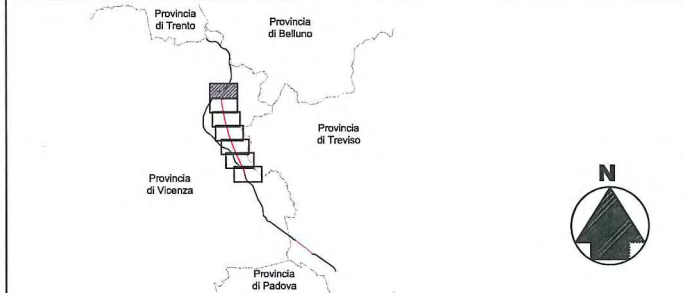 Provincia
di Trento
Provincia
di Belluno
Provincia
di Treviso
Provincia
di Vicenza
N
Provincia
di Padova